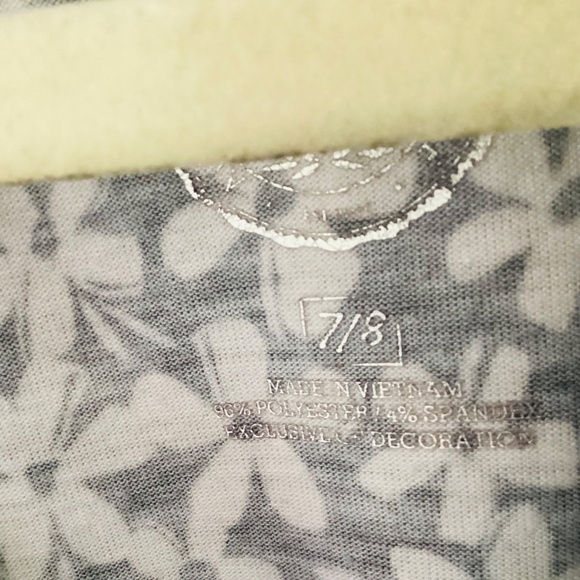 7/8
MADE IN VIETNAM
96% POLYESTER / 4% SPANDEX
EXCLUSIVE OF DECORATION